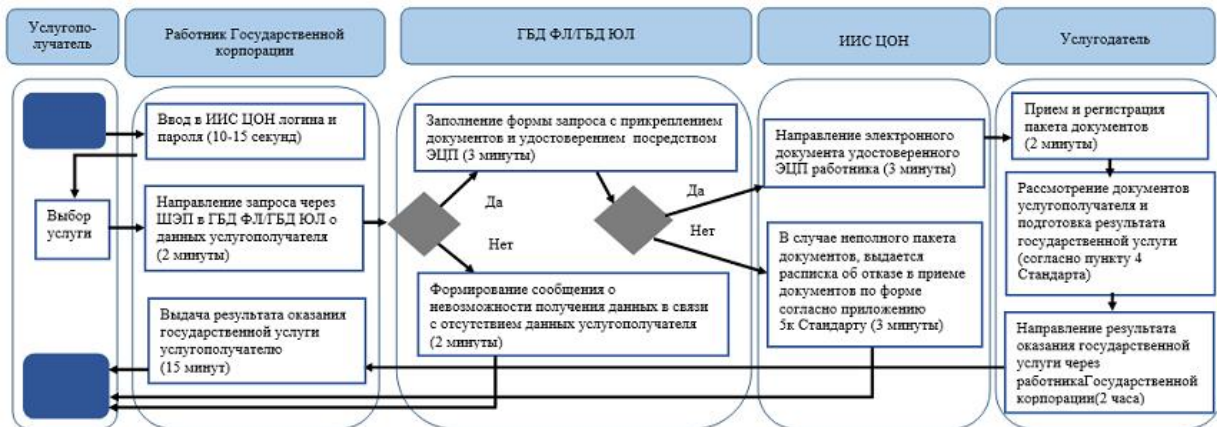 Услугопо-
лучатель
Работник Государственной
корпорации
ГБД ФЛ/ГБД ЮЛ
ИИС ЦОН
Услугодатель
Ввод в ИИС ЦОН логина и
пароля (10-15 секунд)
Выбор
услуги
Направление запроса через
ШЭП в ГБД ФЛ/ГБД ЮЛ о
данных услугополучателя
(2 минуты)
Выдача результата оказания
государственной услуги
услугополучателю
(15 минут)
Заполнение формы запроса с прикреплением
документов и удостоверением посредством
ЭЦП (3 минуты)
Да
Нет
Формирование сообщения о
невозможности получения данных в связи
с отсутствием данных услугополучателя
(2 минуты)
Да
Нет
Направление электронного
документа удостоверенного
ЭЦП работника (3 минуты)
В случае неполного пакета
документов, выдается
расписка об отказе в приеме
документов по форме
согласно приложению
5к Стандарту (3 минуты)
Прием и регистрация
пакета документов
(2 минуты)
Рассмотрение документов
услугополучателя и
подготовка результата
государственной услуги
(согласно пункту 4
Стандарта)
Направление результата
оказания государственной
услуги через
работникаГосударственной
корпорации(2 часа)